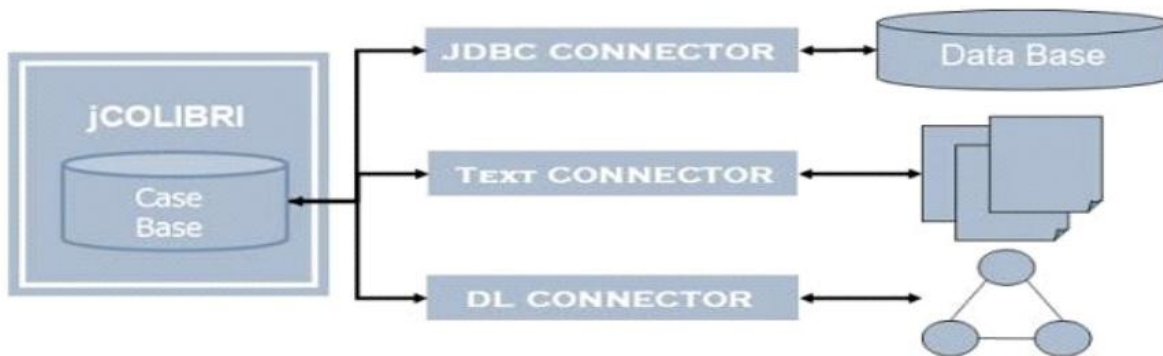 JDBC CONNECTOR
Data Base
jCOLIBRI
TEXT CONNECTOR
Case
Base
DL CONNECTOR